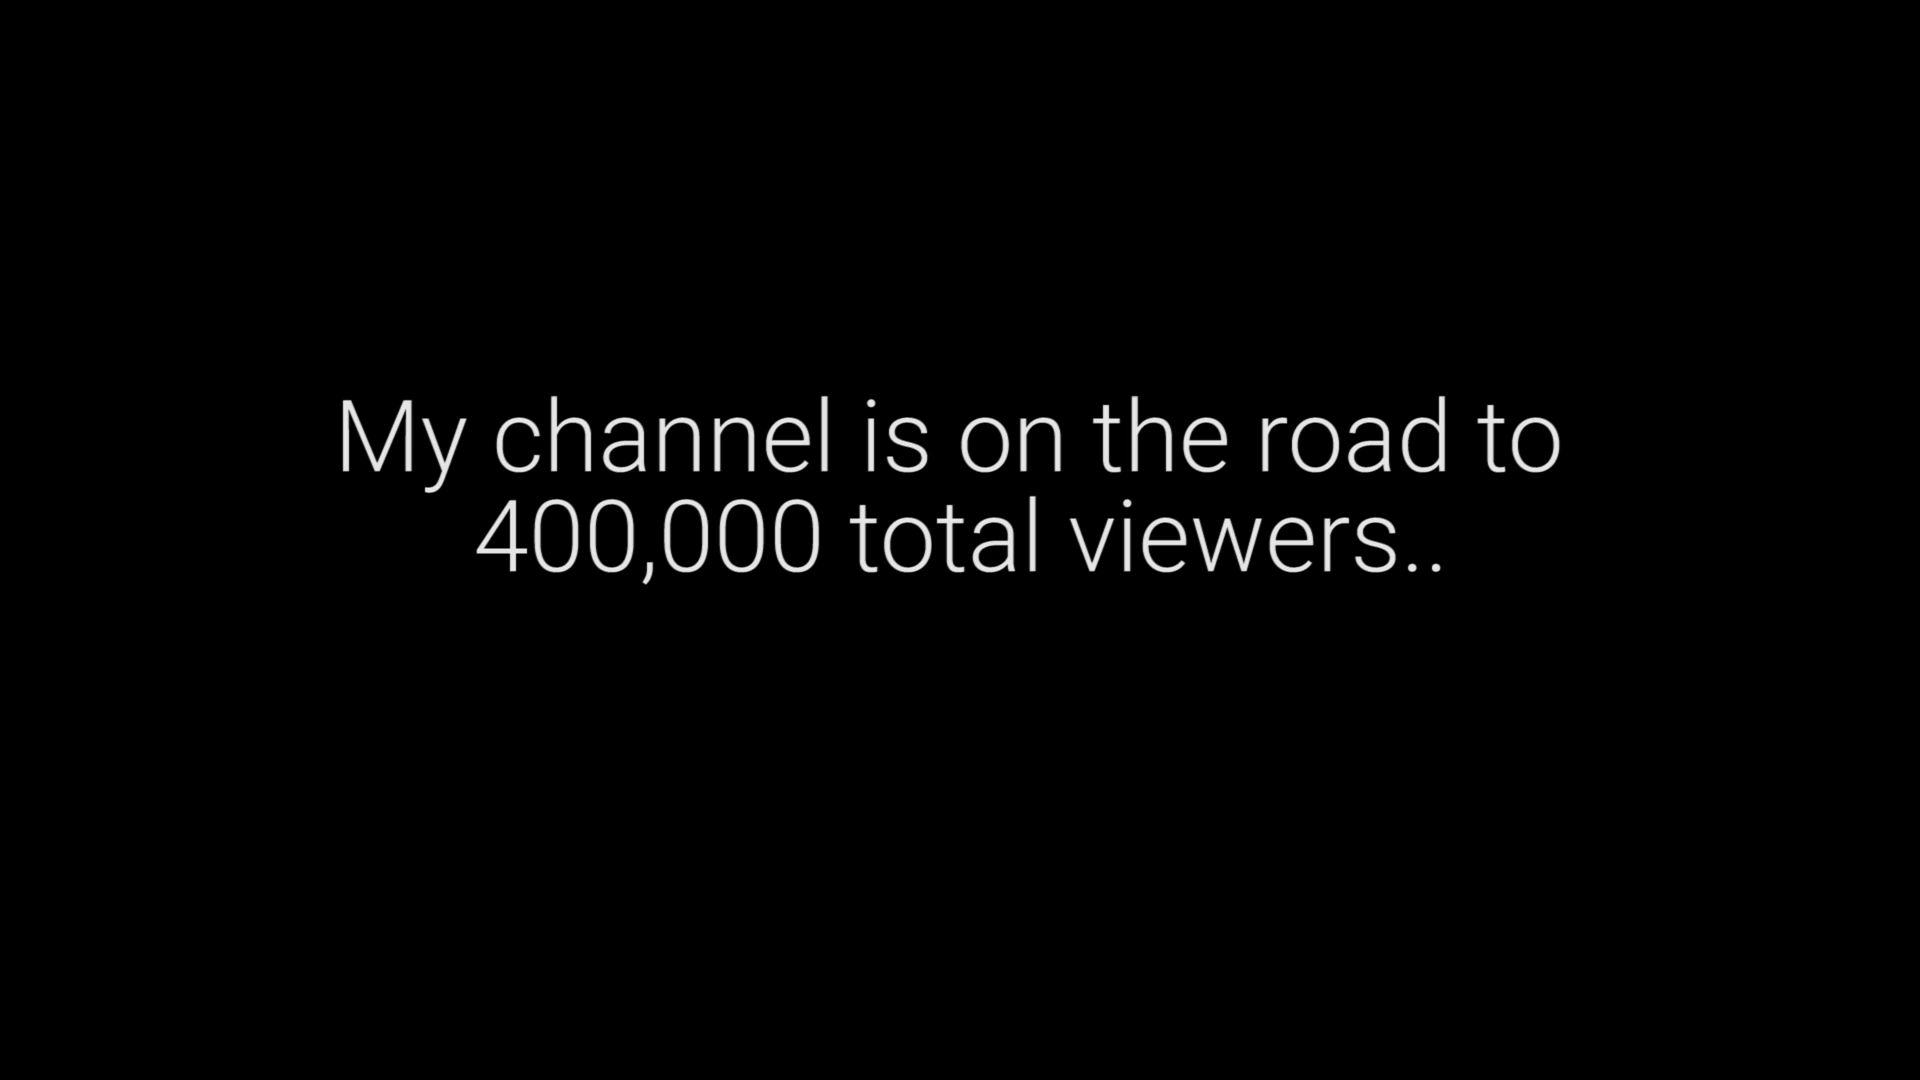 My channel is on the road to
400,000 total viewers..